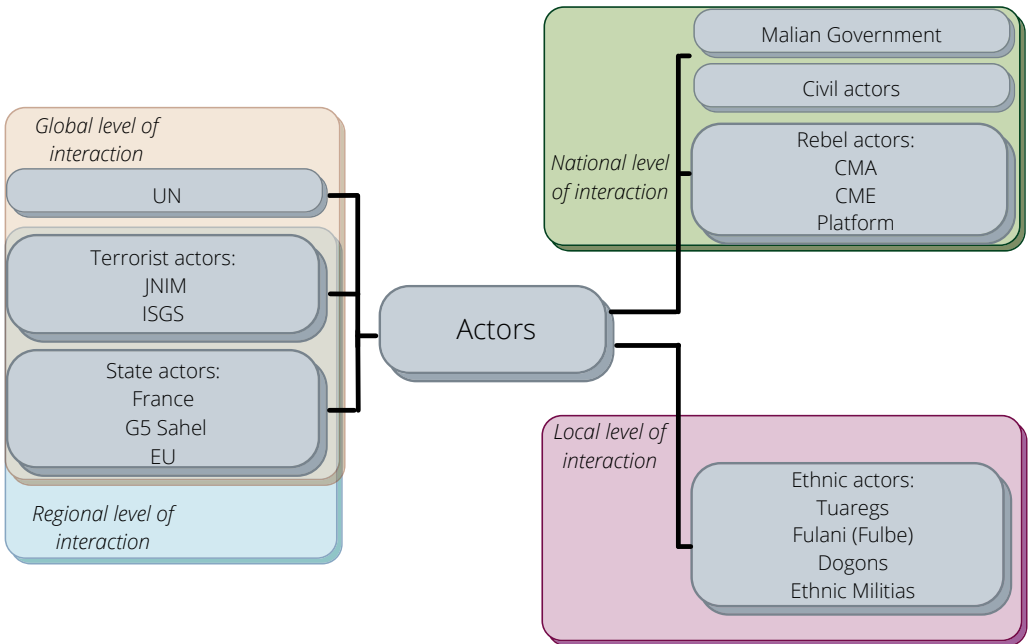 Global level of
interaction
UN
Terrorist actors:
JNIM
ISGS
State actors:
France
G5 Sahel
EU
Regional level of
interaction
Actors
Malian Government
Civil actors
National level
of interaction
Rebel actors:
CMA
CME
Platform
Local level of
interaction
Ethnic actors:
Tuaregs
Fulani (Fulbe)
Dogons
Ethnic Militias